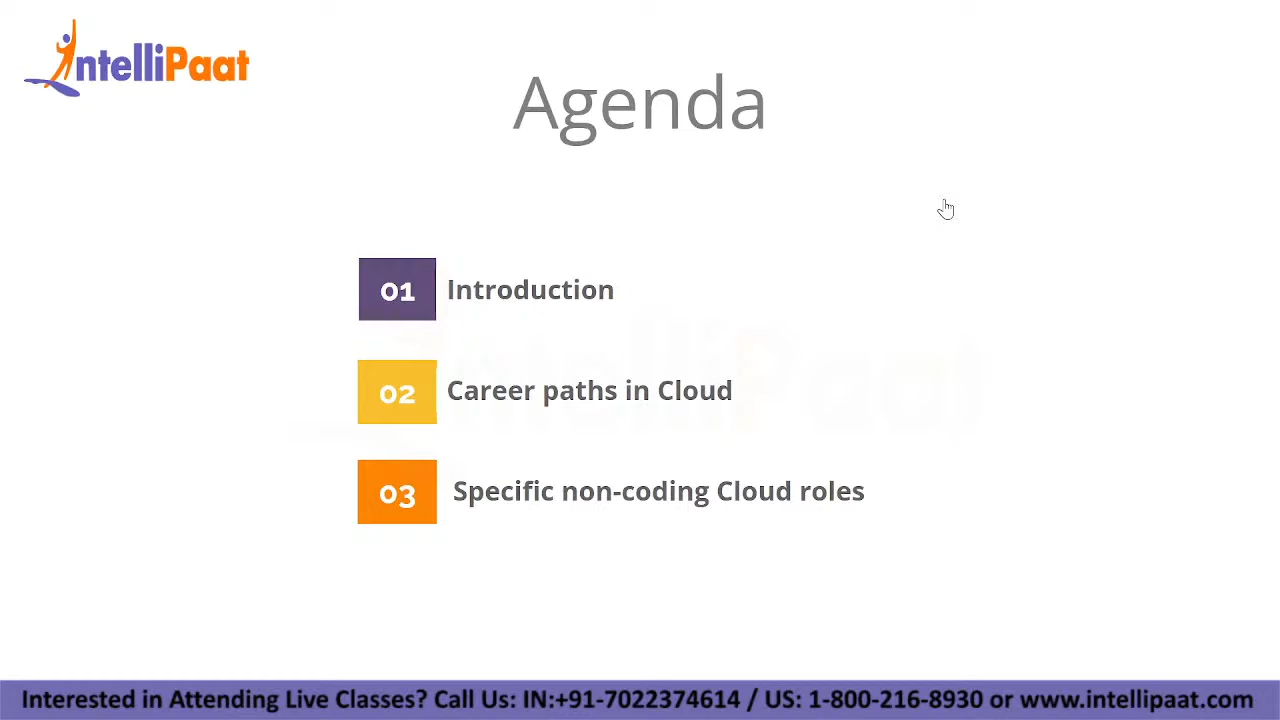 IntelliPaat
Agenda
01 Introduction
02 Career paths in Cloud
03 Specific non-coding Cloud roles
Interested in Attending Live Classes? Call Us: IN:+91-7022374614 / US: 1-800-216-8930 or www.intellipaat.com